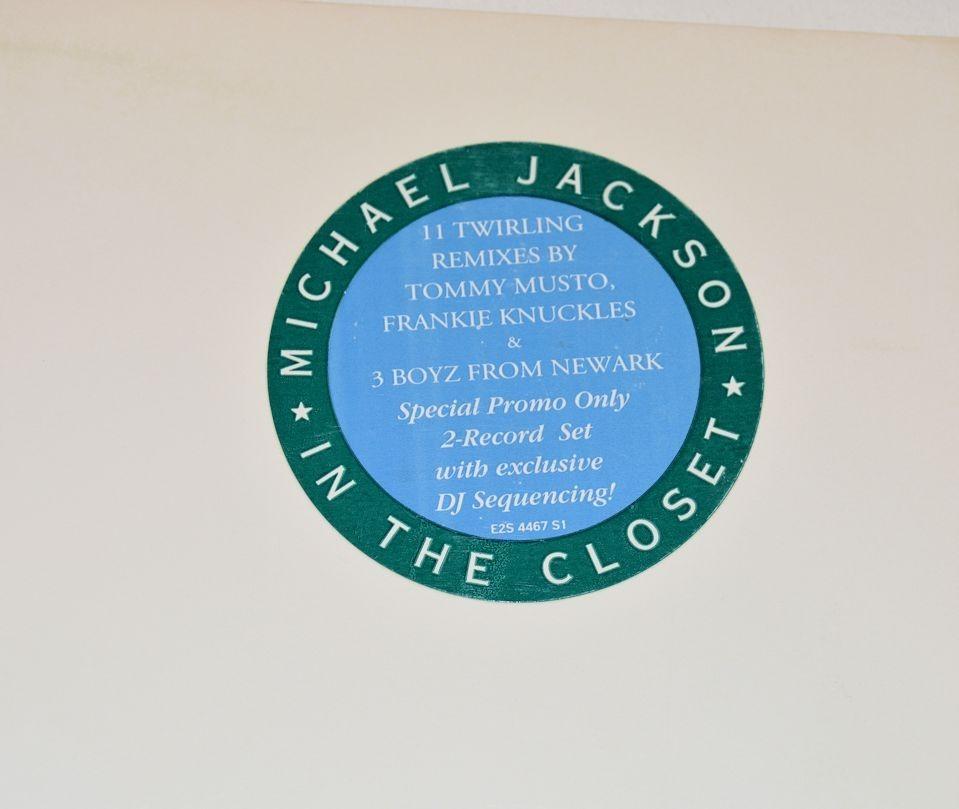 MICHAEL JACKSON
11 TWIRLING
REMIXES BY
TOMMY MUSTO,
FRANKIE KNUCKLES
&
3 BOYZ FROM NEWARK
Special Promo Only
2-Record Set
with exclusive
DJ Sequencing!
E2S 4467 S1
★ IN THE CLOSET ★